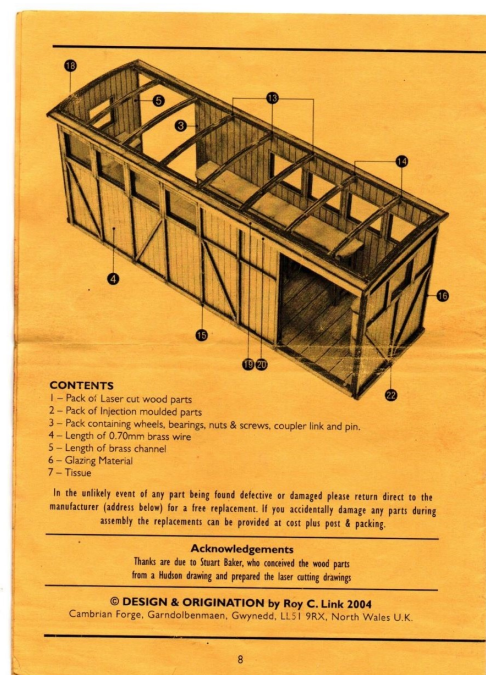 18
5
3
13
14
4
15
19 20
16
22
CONTENTS
1 – Pack of Laser cut wood parts
2 – Pack of Injection moulded parts
3 – Pack containing wheels, bearings, nuts & screws, coupler link and pin.
4 – Length of 0.70mm brass wire
5 – Length of brass channel
6 – Glazing Material
7 – Tissue
In the unlikely event of any part being found defective or damaged please return direct to the
manufacturer (address below) for a free replacement. If you accidentally damage any parts during
assembly the replacements can be provided at cost plus post & packing.
Acknowledgements
Thanks are due to Stuart Baker, who conceived the wood parts
from a Hudson drawing and prepared the laser cutting drawings
© DESIGN & ORIGINATION by Roy C. Link 2004
Cambrian Forge, Garndolbenmaen, Gwynedd, LL51 9RX, North Wales U.K.
8